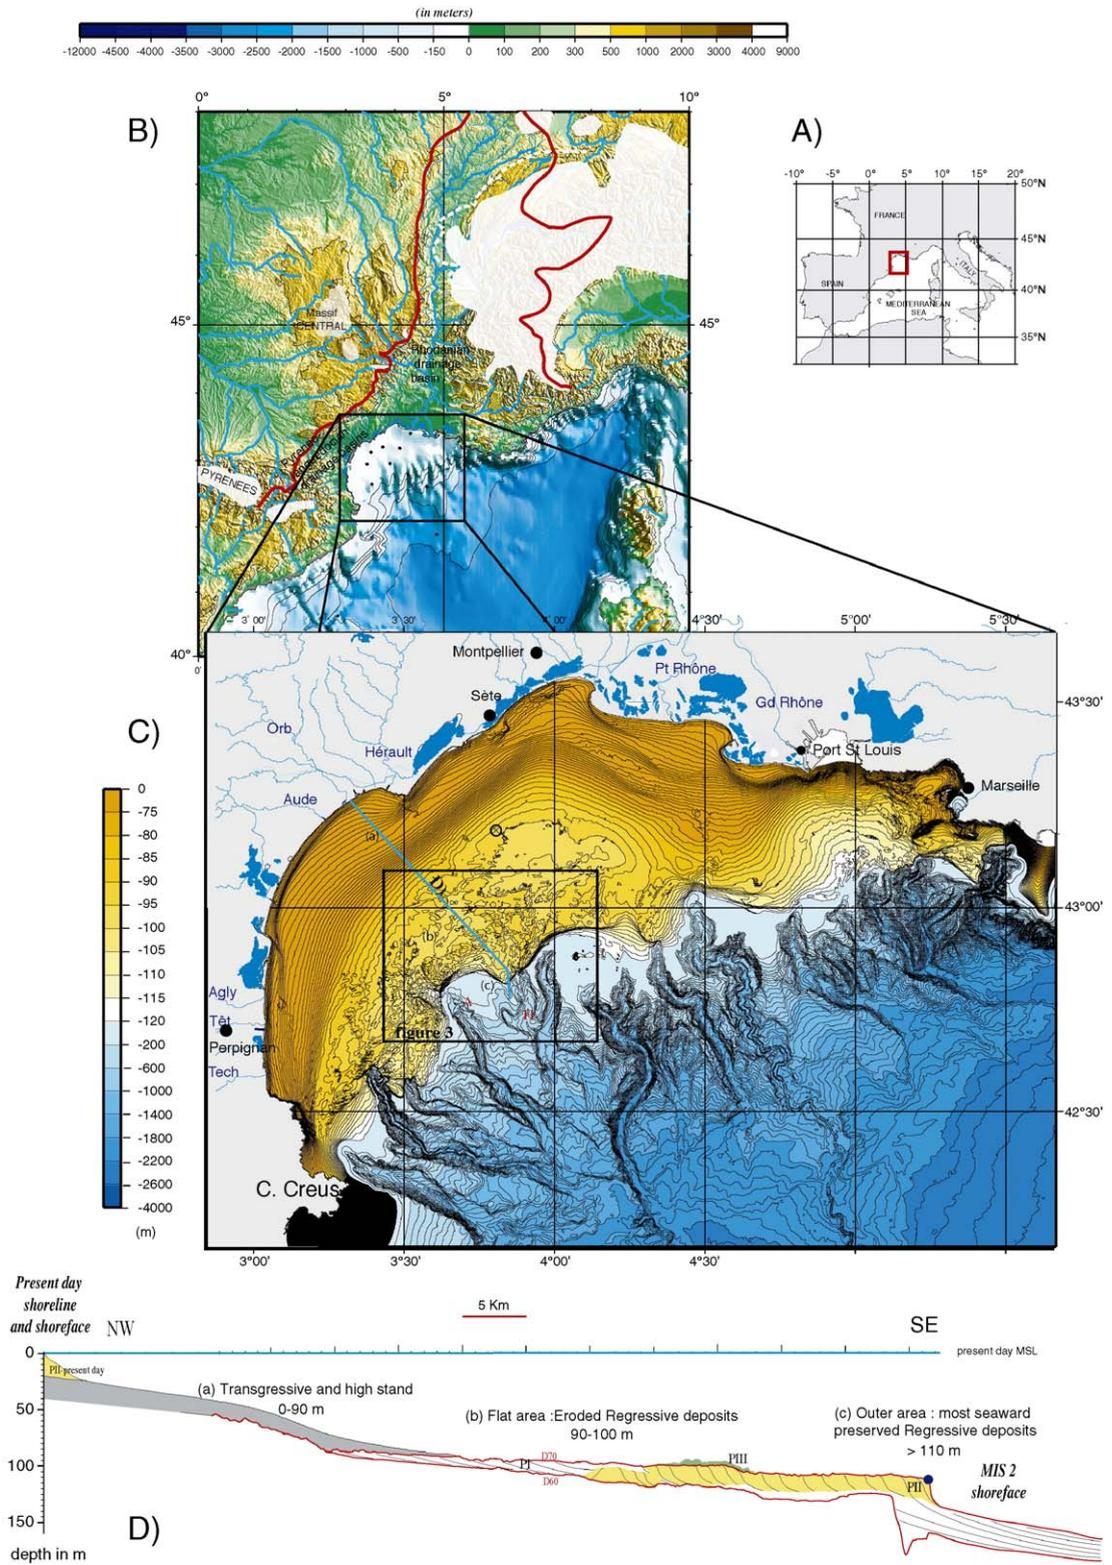 (in meters)
-12000 -4500 -4000 -3500 -3000 -2500 -2000 -1500 -1000 -500 -150 0 100 200 300 500 1000 2000 3000 4000 9000
B)
0° 5° 10°
Massif
CENTRAL
45° 45°
Rhodanian
drainage
basin
PYRENEES
40°
0°
A)
-10° -5° 0° 5° 10° 15° 20°
50°N
FRANCE
45°N
ITALY
SPAIN
40°N
MEDITERRANEAN
SEA
35°N
C)
3° 00' 3° 30' 4° 00' 4°30' 5°00' 5°30'
Montpellier
Pt Rhône
Sète
Gd Rhône
43°30'
Orb
Hérault
Port St Louis
Aude
Marseille
(a)
D)
43°00'
(b)
(c)
Agly
Têt
figure 3
Perpignan
Tech
42°30'
C. Creus
3°00' 3°30' 4°00' 4°30'
0
-75
-80
-85
-90
-95
-100
-105
-110
-115
-120
-200
-600
-1000
-1400
-1800
-2200
-2600
-4000
(m)
Present day
shoreline
and shoreface
NW
5 Km
SE
present day MSL
0
PII present day
(a) Transgressive and high stand
0-90 m
50
(b) Flat area :Eroded Regressive deposits
90-100 m
(c) Outer area : most seaward
preserved Regressive deposits
> 110 m
100
D70
PI
D60
PIII
PII
MIS 2
shoreface
150
D)
depth in m